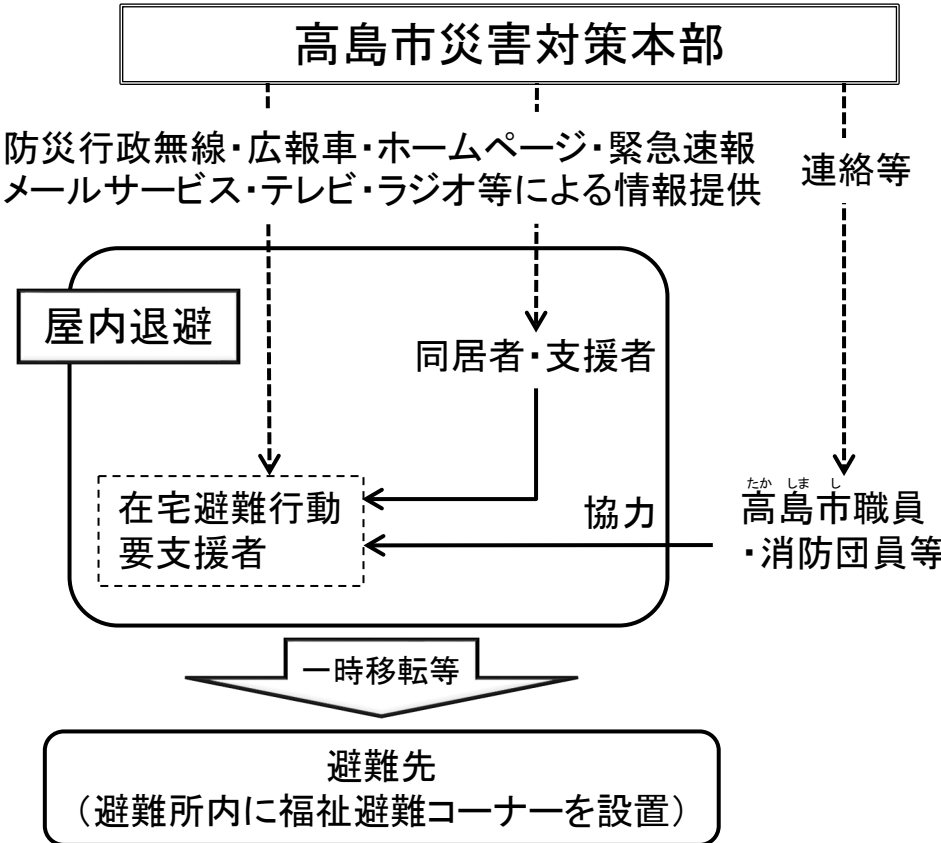 高島市災害対策本部
防災行政無線・広報車・ホームページ・緊急速報
メールサービス・テレビ・ラジオ等による情報提供
連絡等
屋内退避
同居者・支援者
在宅避難行動
要支援者
協力
たか しま し
高島市職員
・消防団員等
一時移転等
避難先
（避難所内に福祉避難コーナーを設置）